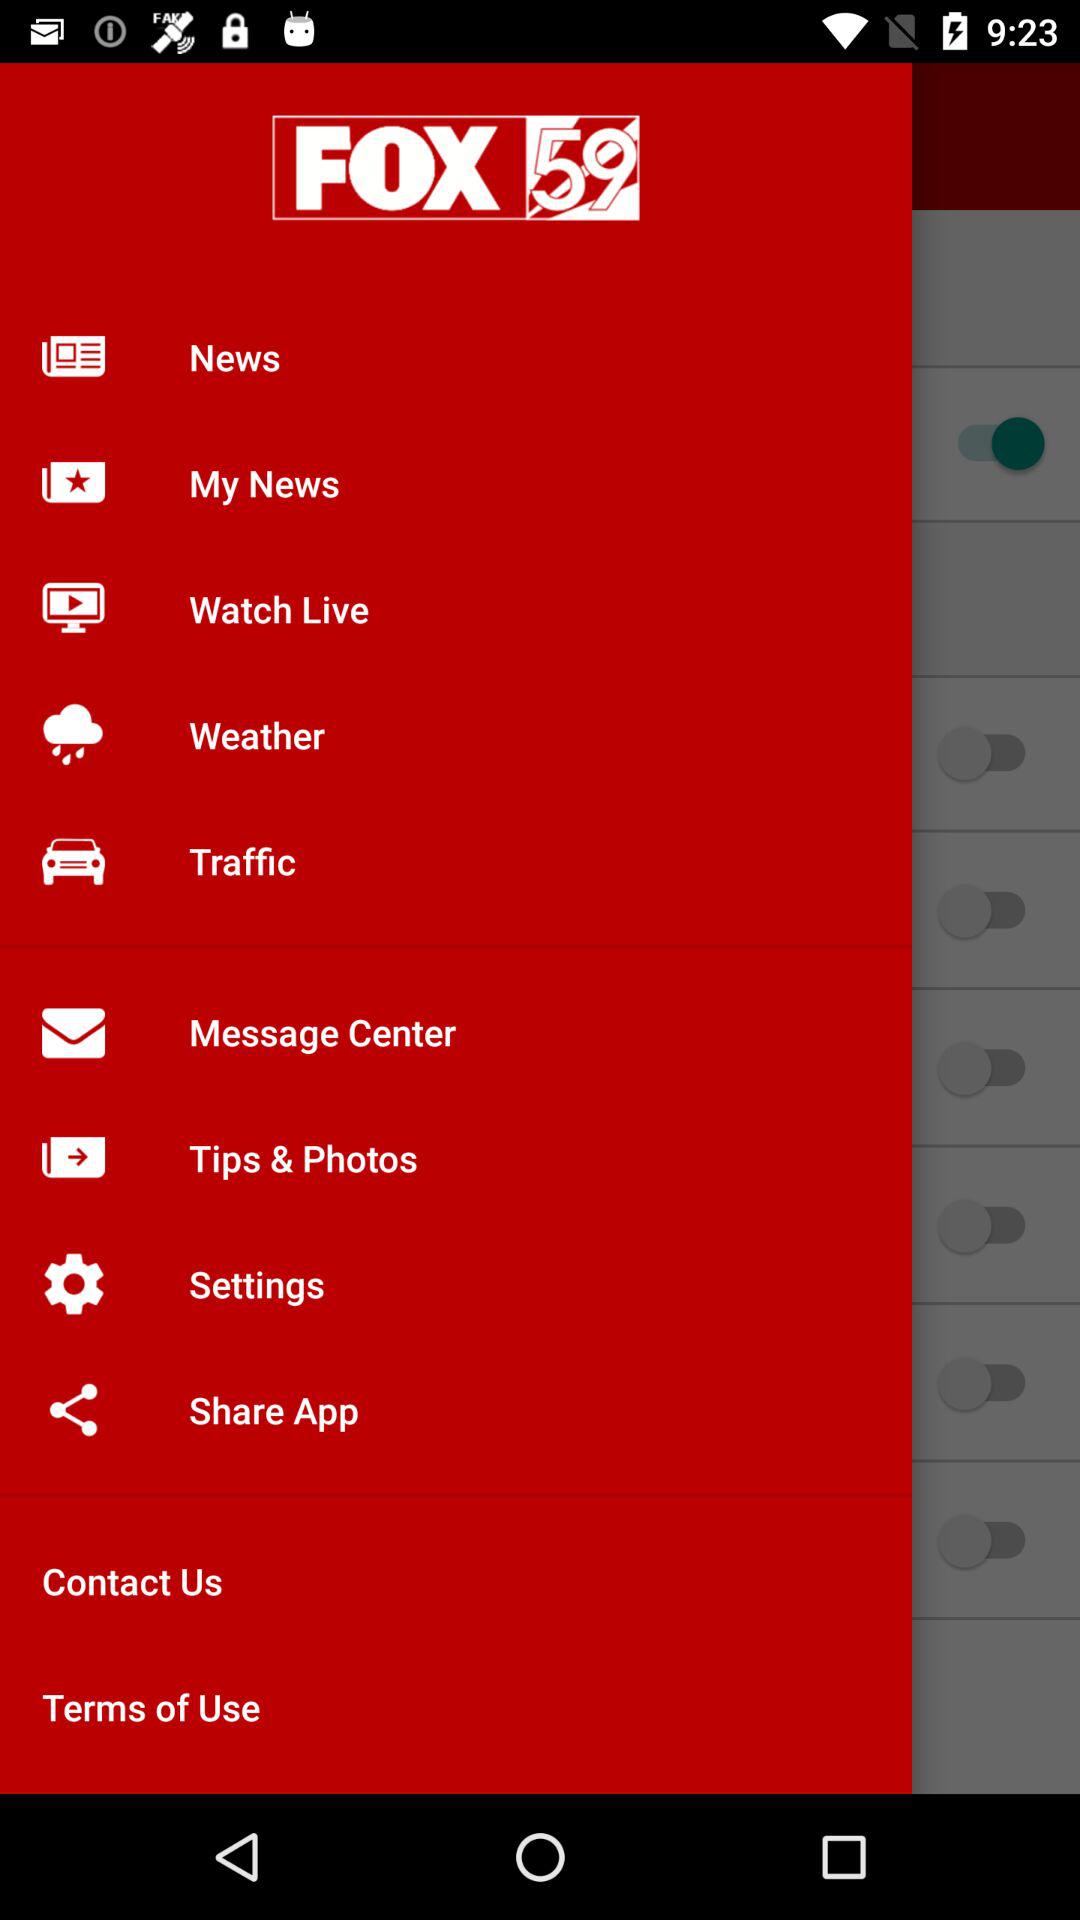 FAKE
9:23
FOX 59
News
My News
Watch Live
Weather
Traffic
Message Center
Tips & Photos
Settings
Share App
Contact Us
Terms of Use